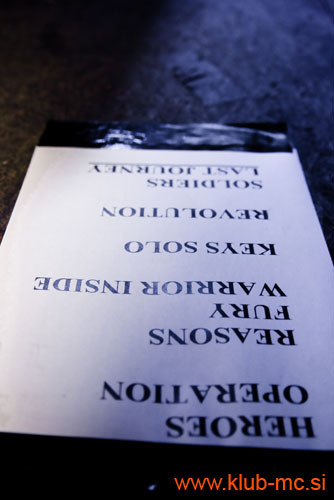 HEROES
OPERATION
REASONS
FURY
WARRIOR INSIDE
KEYS SOLO
REVOLUTION
SOLDIERS
LAST JOURNEY
www.klub-mc.si